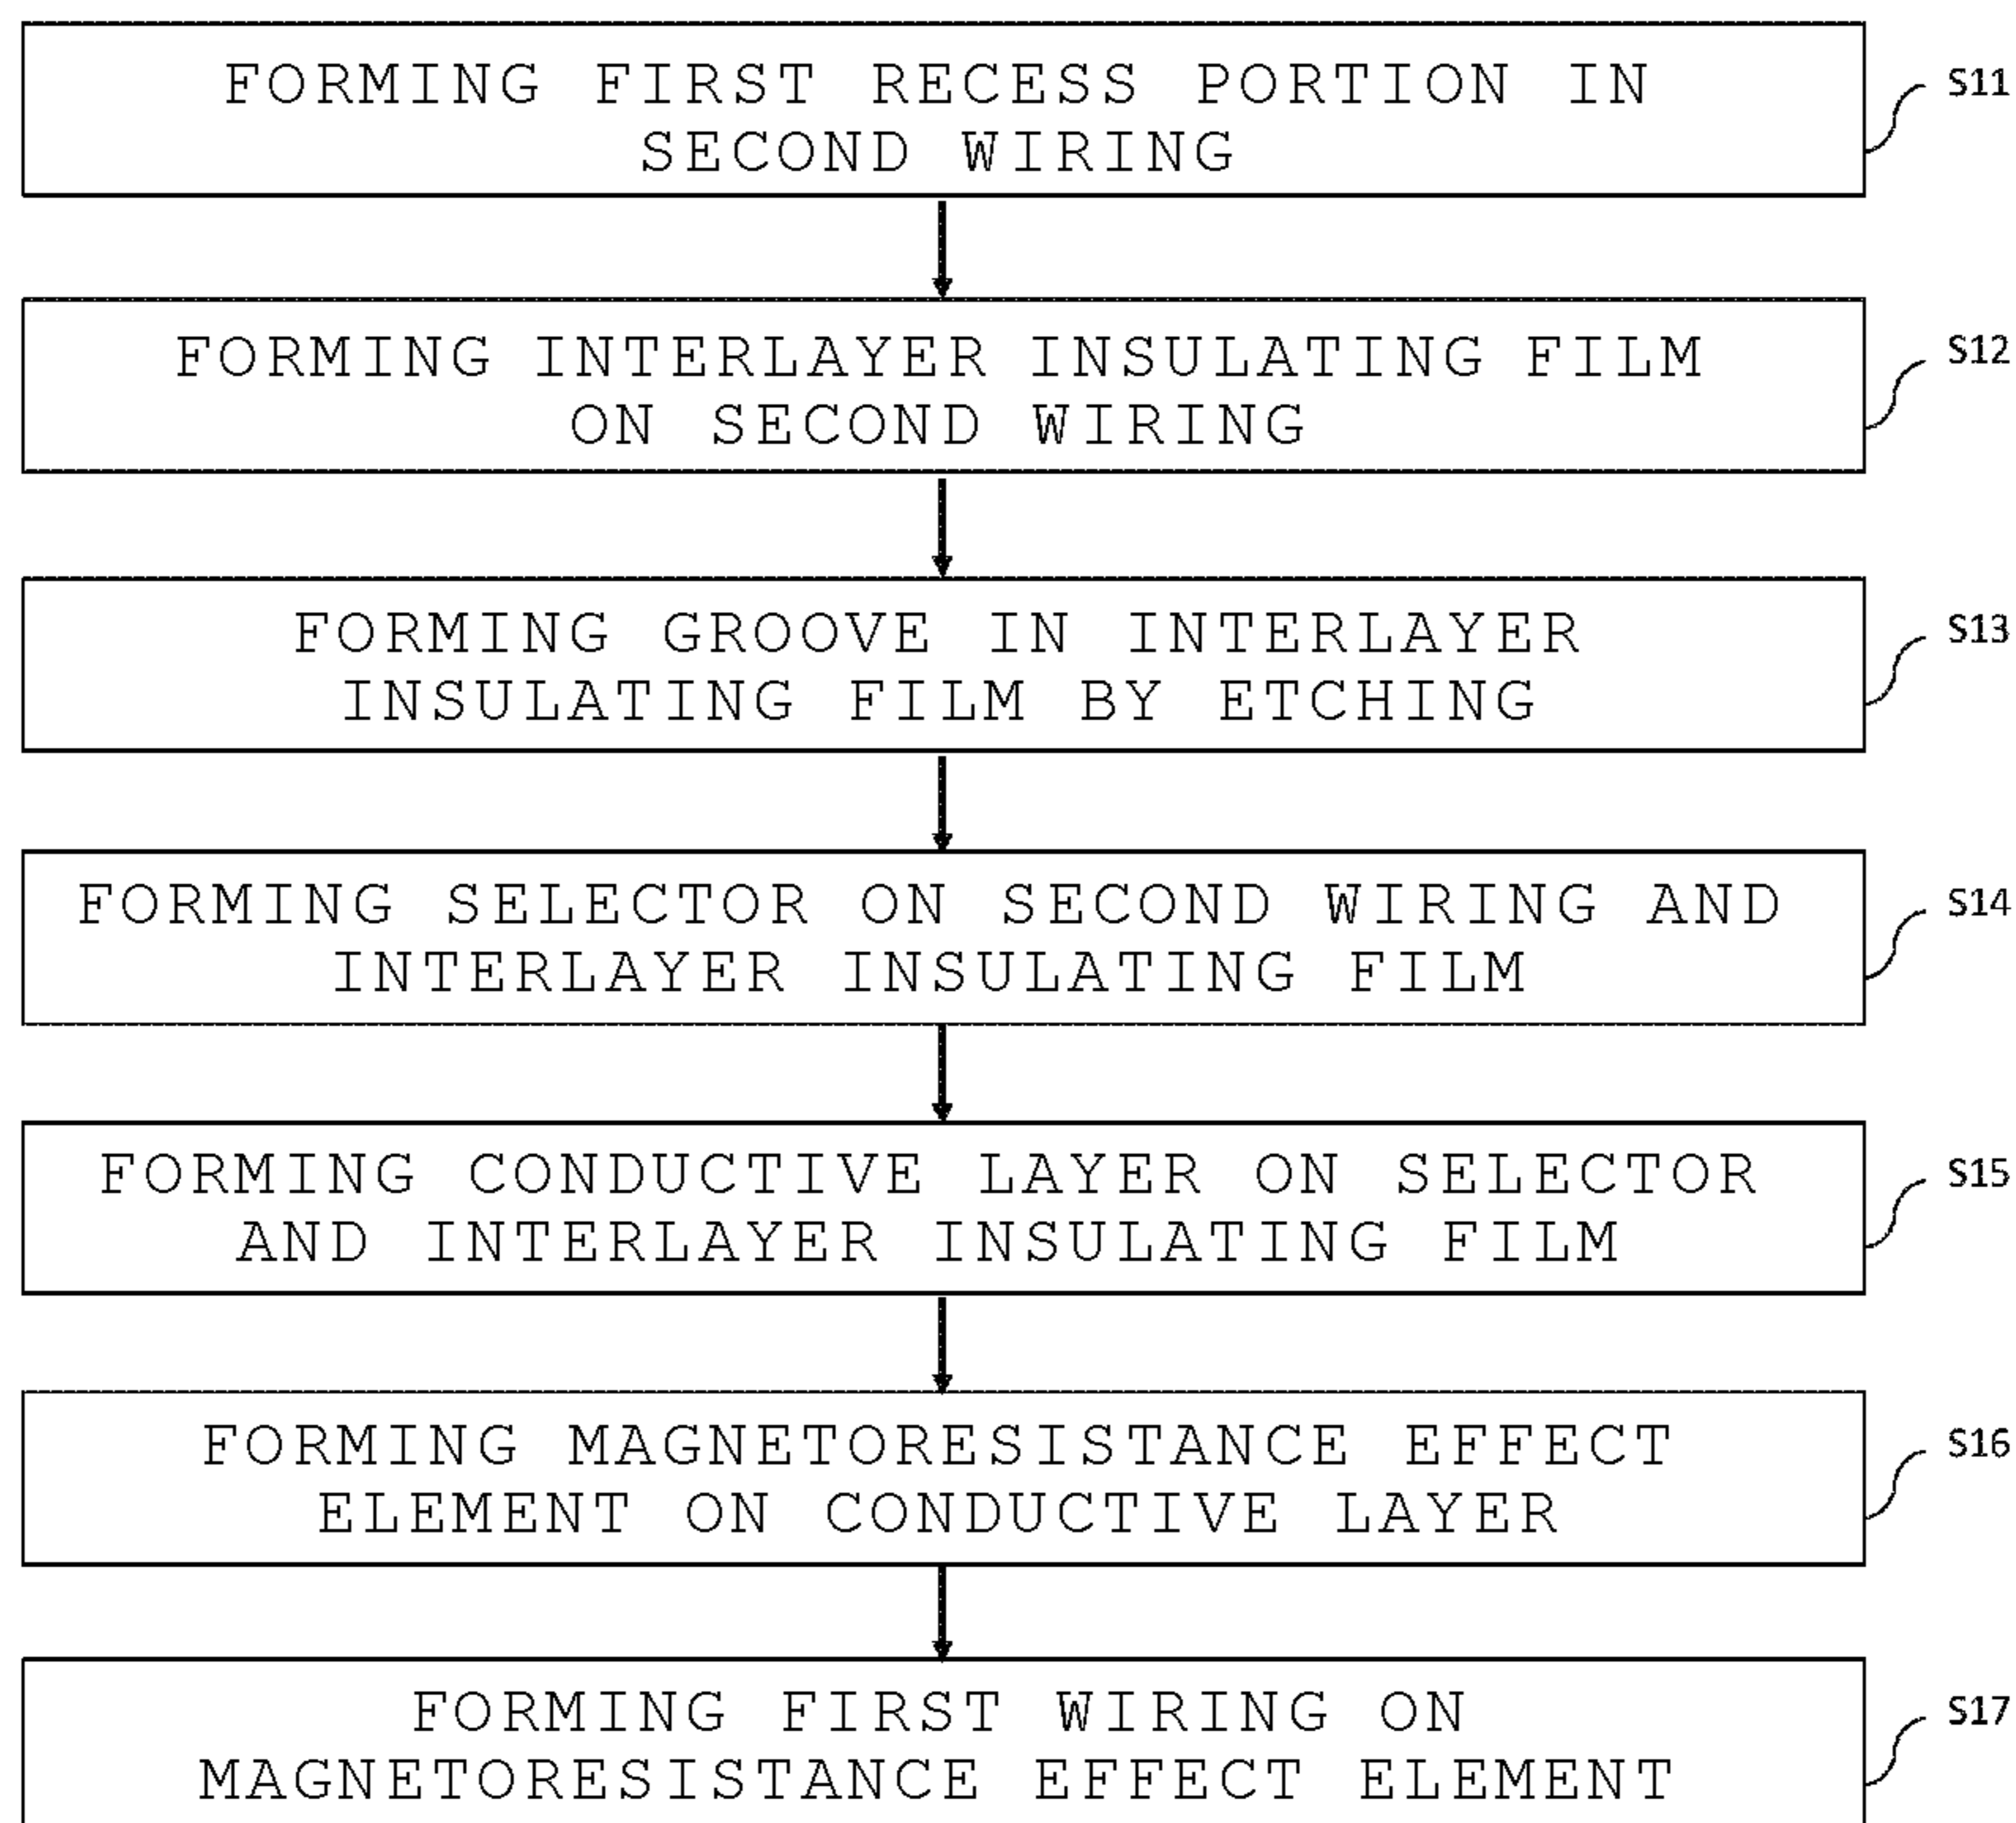 FORMING FIRST RECESS PORTION IN
SECOND WIRING
S11
FORMING INTERLAYER INSULATING FILM
ON SECOND WIRING
S12
FORMING GROOVE IN INTERLAYER
INSULATING FILM BY ETCHING
S13
FORMING SELECTOR ON SECOND WIRING AND
INTERLAYER INSULATING FILM
S14
FORMING CONDUCTIVE LAYER ON SELECTOR
AND INTERLAYER INSULATING FILM
S15
FORMING MAGNETORESISTANCE EFFECT
ELEMENT ON CONDUCTIVE LAYER
S16
FORMING FIRST WIRING ON
MAGNETORESISTANCE EFFECT ELEMENT
S17